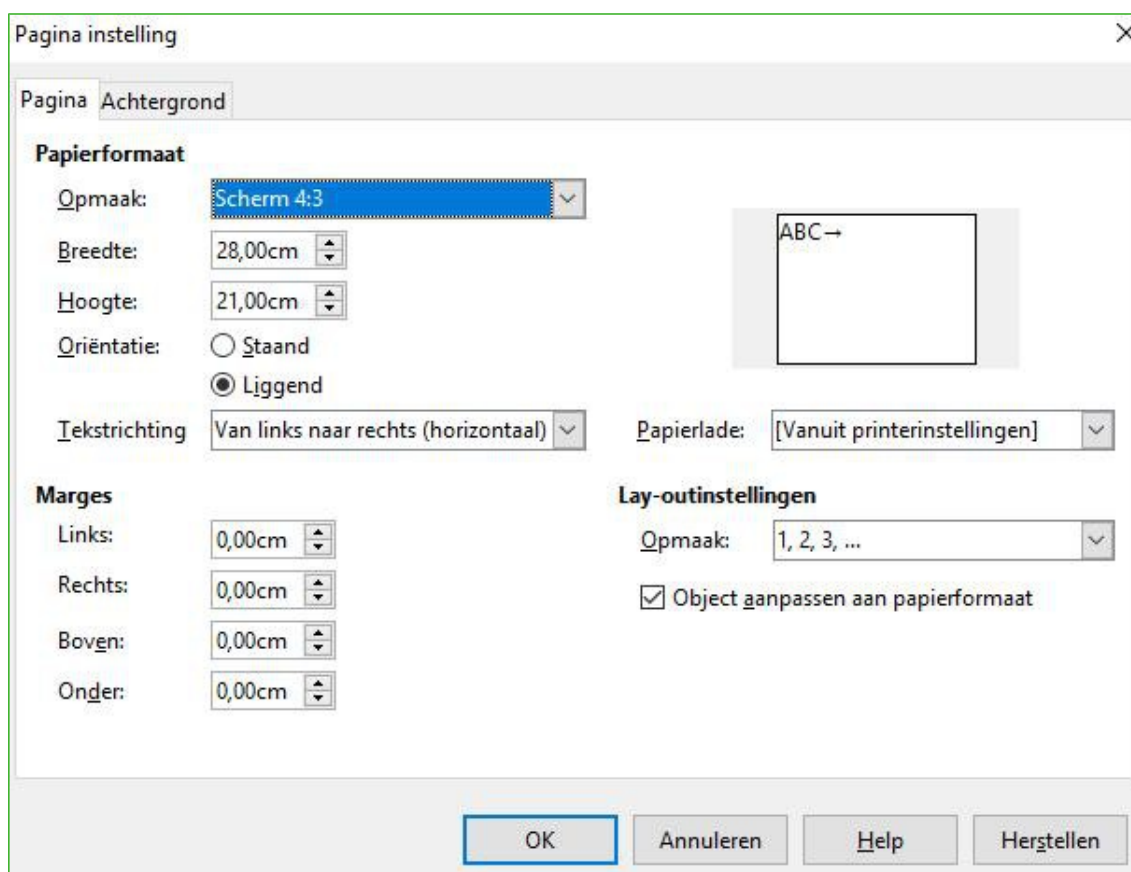 Pagina instelling
Pagina Achtergrond
Papierformaat
Opmaak: Scherm 4:3
ABC→
Breedte: 28,00cm
Hoogte: 21,00cm
Oriëntatie: Staand
Liggend
Tekstrichting Van links naar rechts (horizontaal) Papierlade: [Vanuit printerinstellingen]
Marges Lay-outinstellingen
Links: 0,00cm Opmaak: 1, 2, 3, ...
Rechts: 0,00cm Object aanpassen aan papierformaat
Boven: 0,00cm
Onder: 0,00cm
OK Annuleren Help Herstellen